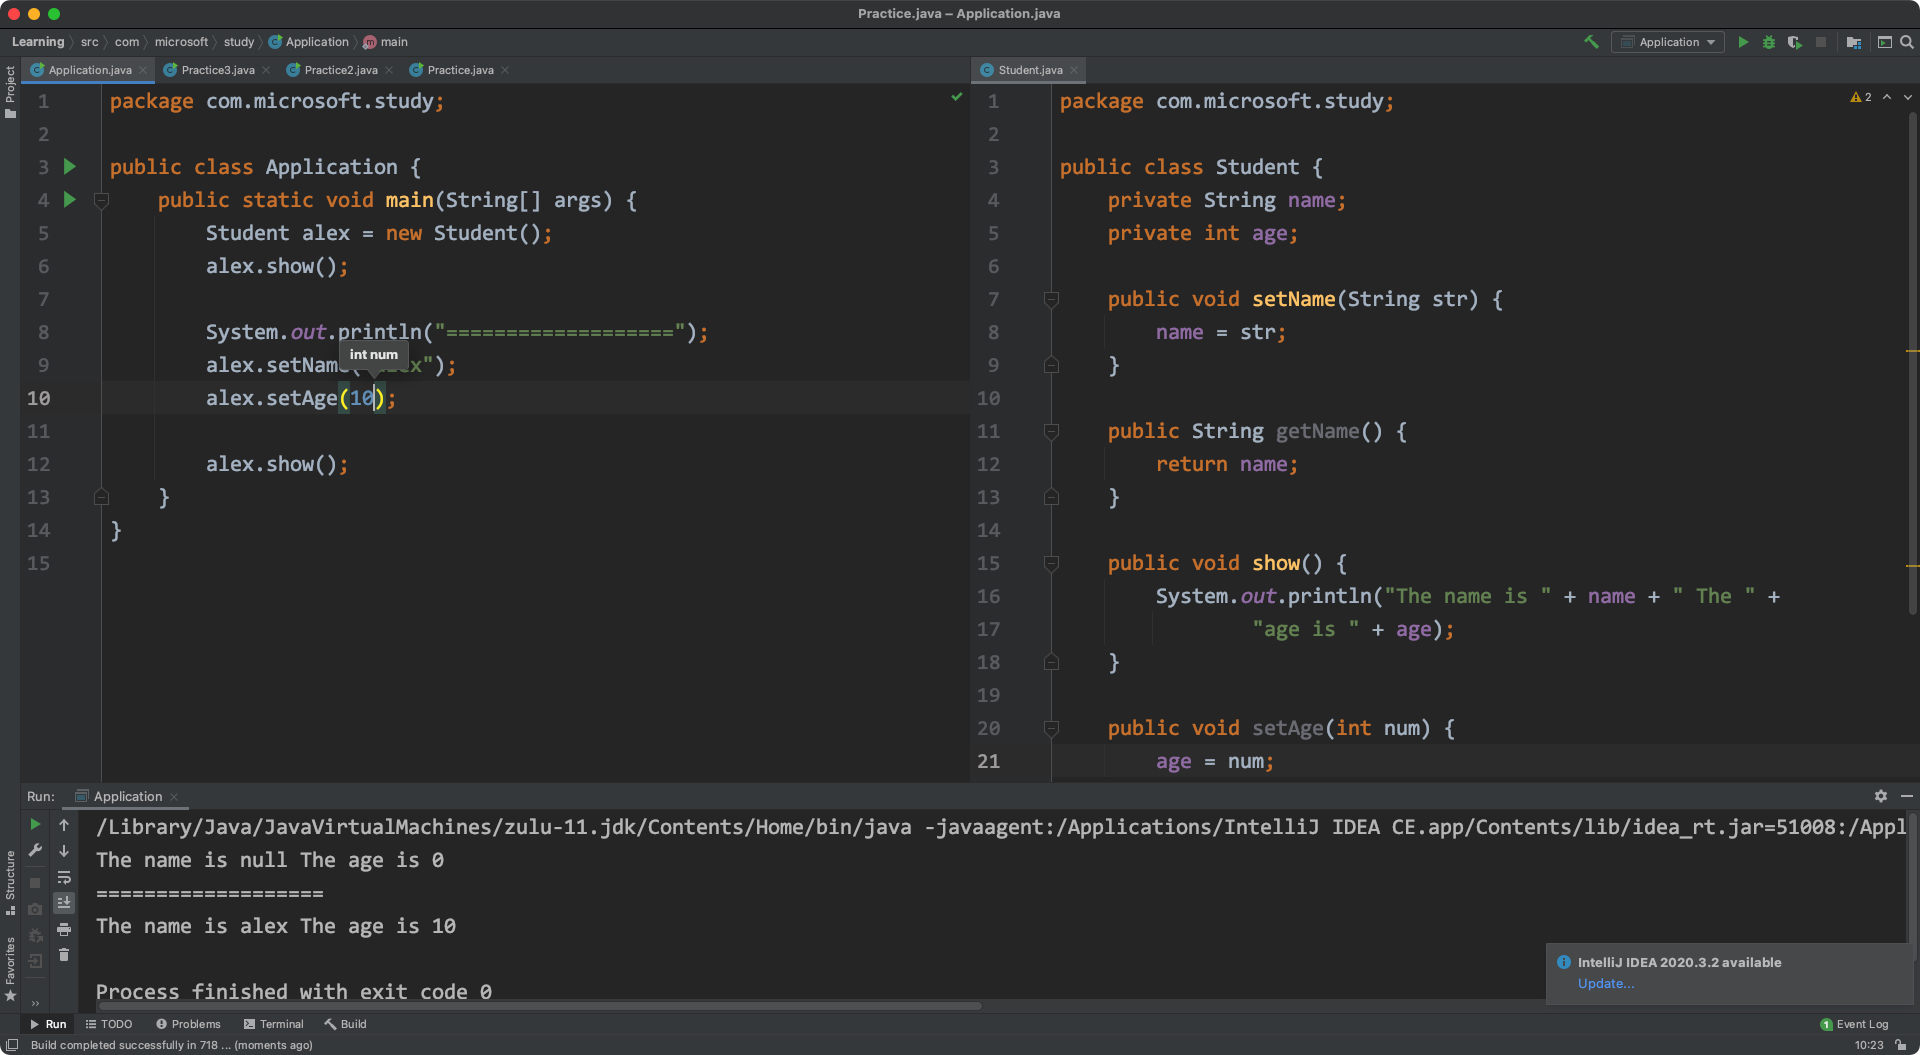 Practice.java – Application.java
Learning src com microsoft study Application main
Application
Project
Application.java Practice3.java Practice2.java Practice.java
1 package com.microsoft.study;
2
3 public class Application {
4 public static void main(String[] args) {
5 Student alex = new Student();
6 alex.show();
7
8 System.out.println("===================");
int num
9 alex.setName( x");
10 alex.setAge(10);
11
12 alex.show();
13 }
14 }
15
Student.java
2
1 package com.microsoft.study;
2
3 public class Student {
4 private String name;
5 private int age;
6
7 public void setName(String str) {
8 name = str;
9 }
10
11 public String getName() {
12 return name;
13 }
14
15 public void show() {
16 System.out.println("The name is " + name + " The " +
17 "age is " + age);
18 }
19
20 public void setAge(int num) {
21 age = num;
Run: Application
/Library/Java/JavaVirtualMachines/zulu-11.jdk/Contents/Home/bin/java -javaagent:/Applications/IntelliJ IDEA CE.app/Contents/lib/idea_rt.jar=51008:/Appl
The name is null The age is 0
===================
The name is alex The age is 10
Process finished with exit code 0
Structure
Favorites
IntelliJ IDEA 2020.3.2 available
Update...
Run TODO Problems Terminal Build
1 Event Log
Build completed successfully in 718 ... (moments ago)
10:23